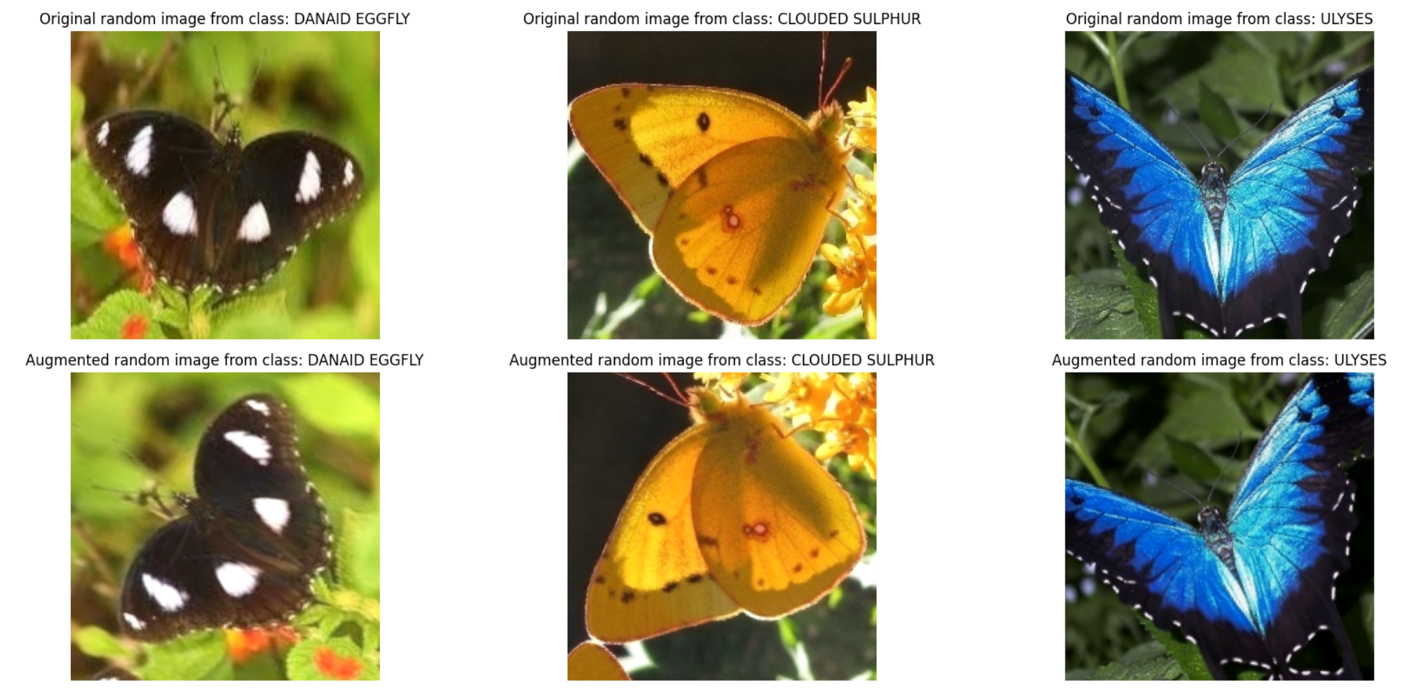 Original random image from class: DANAID EGGFLY
Original random image from class: CLOUDED SULPHUR
Original random image from class: ULYSES
Augmented random image from class: DANAID EGGFLY
Augmented random image from class: CLOUDED SULPHUR
Augmented random image from class: ULYSES